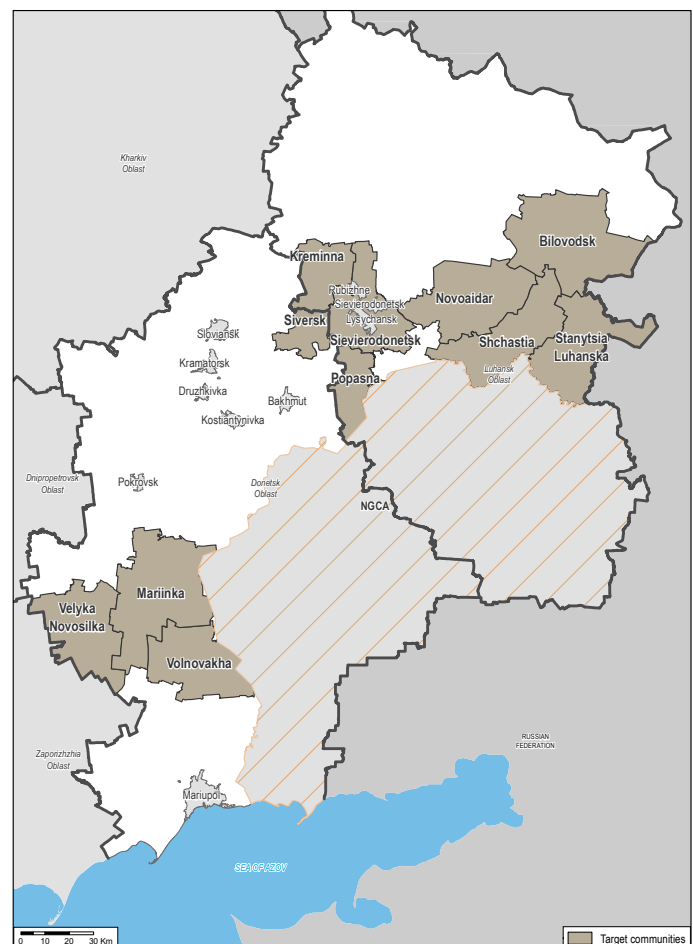 Kharkiv
Oblast
Bilovodsk
Kreminna
Rubizhne
Novoaidar
Sievierodonetsk
Siversk
Lysychansk
Sloviansk
Sievierodonetsk
Shchastia
Stanytsia
Luhanska
Kramatorsk
Luhansk
Oblast
Popasna
Druzhkivka
Bakhmut
Kostiantynivka
Dnipropetrovsk
Oblast
Pokrovsk
Donetsk
Oblast
NGCA
Mariinka
Velyka
Novosilka
Volnovakha
Zaporizhzhia
Oblast
RUSSIAN
FEDERATION
Mariupol
SEA OF AZOV
0 10 20 30 Km
Target communities